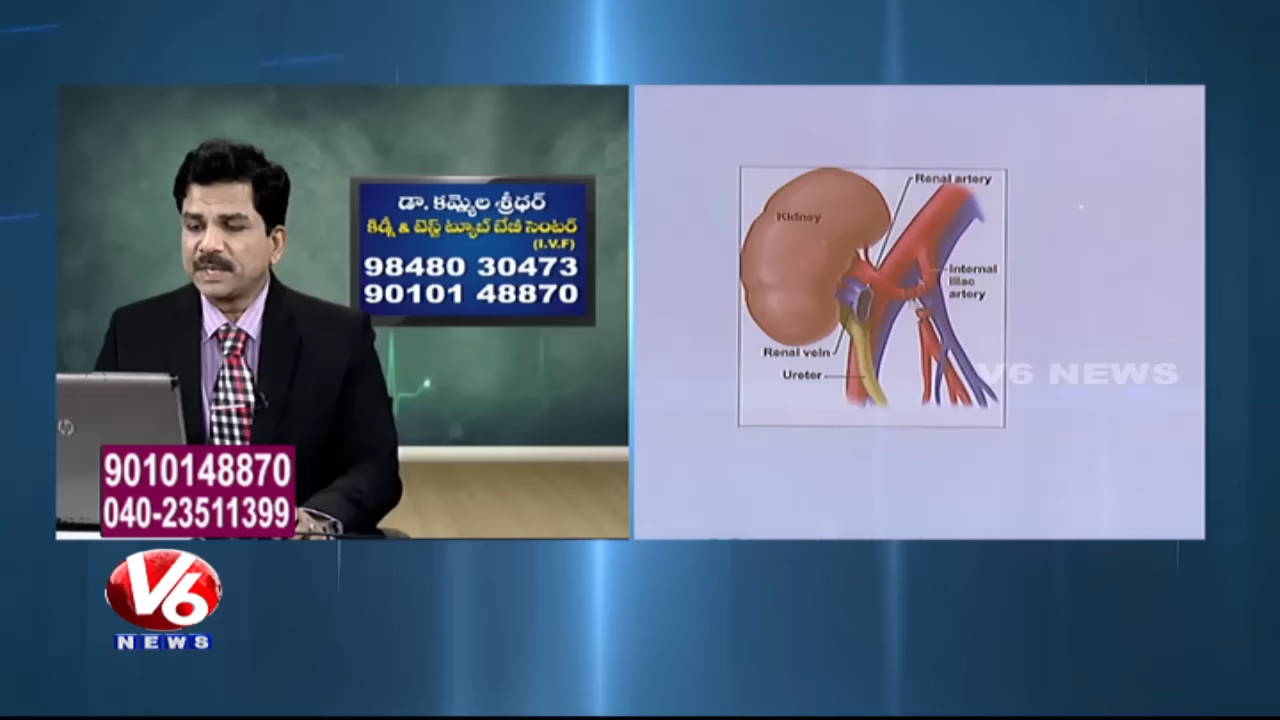 డా. కమ్మెల శ్రీధర్
కిడ్నీ & టెస్ట్ ట్యూబ్ బేబీ సెంటర్
(I.V.F)
98480 30473
90101 48870
9010148870
040-23511399
V6
NEWS
Renal artery
Kidney
Internal
iliac
artery
Renal vein
Ureter
V6 NEWS
hp